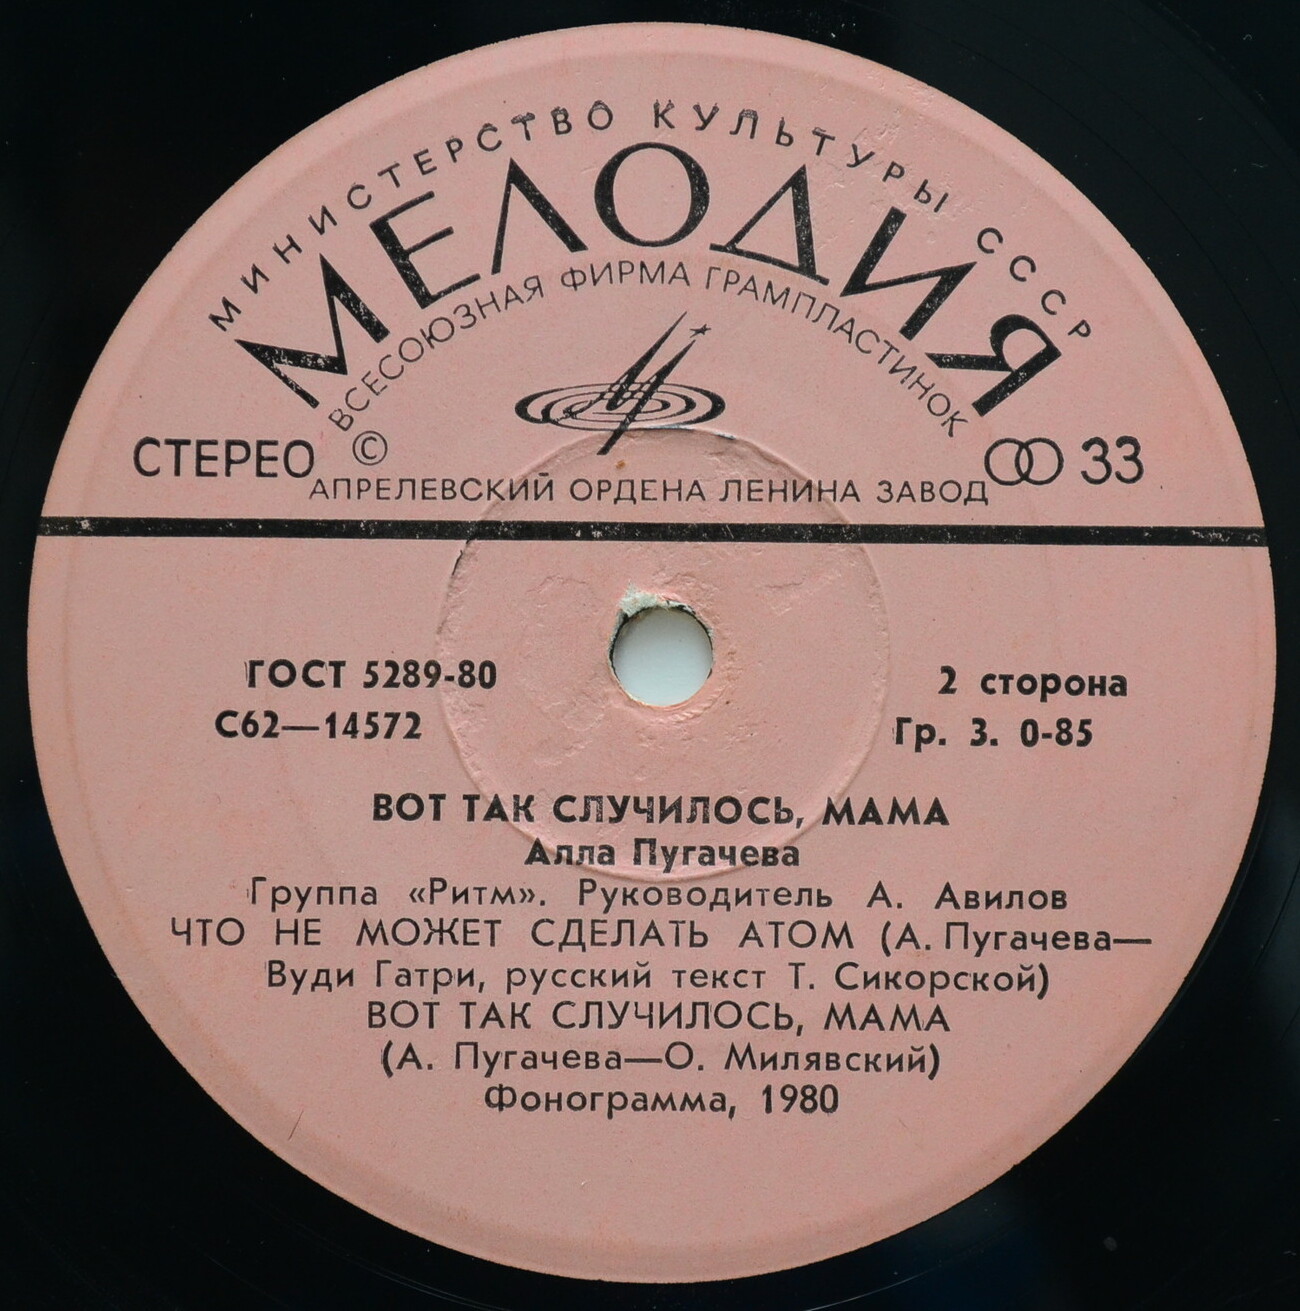 МИНИСТЕРСТВО КУЛЬТУРЫ СССР
МЕЛОДИЯ
ВСЕСОЮЗНАЯ ФИРМА ГРАМПЛАСТИНОК
СТЕРЕО © 33
АПРЕЛЕВСКИЙ ОРДЕНА ЛЕНИНА ЗАВОД
ГОСТ 5289-80 2 сторона
С62—14572 Гр. 3. 0-85
ВОТ ТАК СЛУЧИЛОСЬ, МАМА
Алла Пугачева
Группа «Ритм». Руководитель А. Авилов
ЧТО НЕ МОЖЕТ СДЕЛАТЬ АТОМ (А. Пугачева—
Вуди Гатри, русский текст Т. Сикорской)
ВОТ ТАК СЛУЧИЛОСЬ, МАМА
(А. Пугачева—О. Милявский)
Фонограмма, 1980